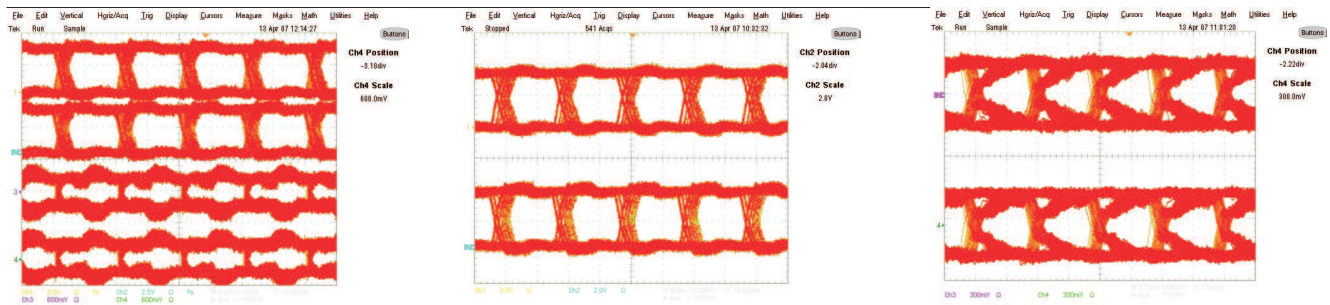 File Edit Vertical Horiz/Acq Trig Display Cursors Measure Masks Math Utilities Help
Tek Run Sample 13 Apr 07 12:14:27 Buttons
Ch4 Position
-3.18div
Ch4 Scale
600.0mV
3
4
Ch2 2.5V Ω
Ch3 600mV Ω Ch4 600mV Ω
File Edit Vertical Horiz/Acq Trig Display Cursors Measure Masks Math Utilities Help
Tek Stopped 541 Acqs 13 Apr 07 10:32:32 Buttons
Ch2 Position
-2.84div
Ch2 Scale
2.0V
Ch2 2.0V Ω
File Edit Vertical Horiz/Acq Trig Display Cursors Measure Masks Math Utilities Help
Tek Run Sample 13 Apr 07 11:01:20 Buttons
Ch4 Position
-2.22div
Ch4 Scale
300.0mV
4
Ch3 300mV Ω Ch4 300mV Ω